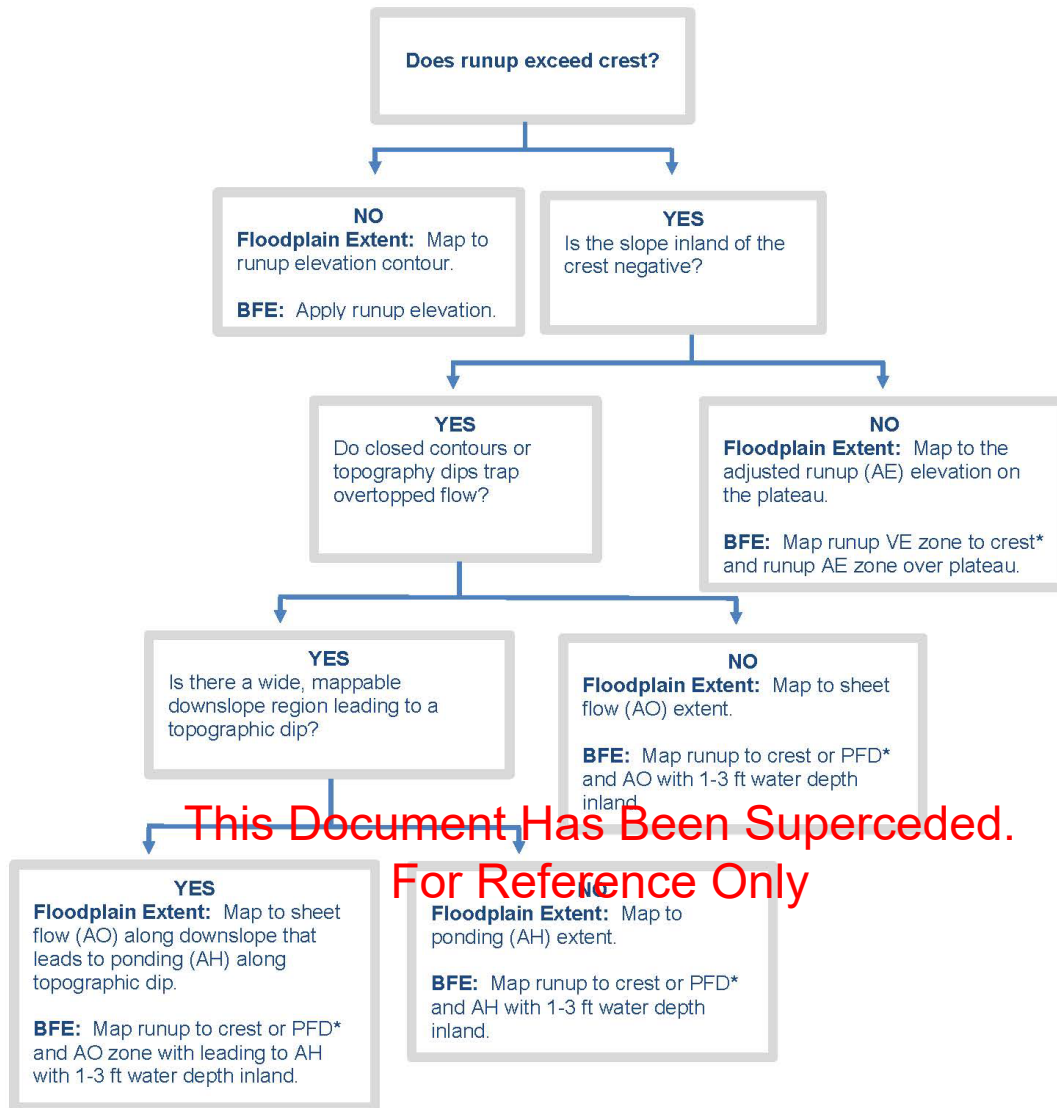 Does runup exceed crest?
NO
Floodplain Extent: Map to
runup elevation contour.
BFE: Apply runup elevation.
YES
Is the slope inland of the
crest negative?
YES
Do closed contours or
topography dips trap
overtopped flow?
NO
Floodplain Extent: Map to the
adjusted runup (AE) elevation on
the plateau.
BFE: Map runup VE zone to crest*
and runup AE zone over plateau.
YES
Is there a wide, mappable
downslope region leading to a
topographic dip?
NO
Floodplain Extent: Map to sheet
flow (AO) extent.
BFE: Map runup to crest or PFD*
and AO with 1-3 ft water depth
inland.
This Document Has Been Superceded.
For Reference Only
YES
Floodplain Extent: Map to sheet
flow (AO) along downslope that
leads to ponding (AH) along
topographic dip.
BFE: Map runup to crest or PFD*
and AO zone with leading to AH
with 1-3 ft water depth inland.
NO
Floodplain Extent: Map to
ponding (AH) extent.
BFE: Map runup to crest or PFD*
and AH with 1-3 ft water depth
inland.